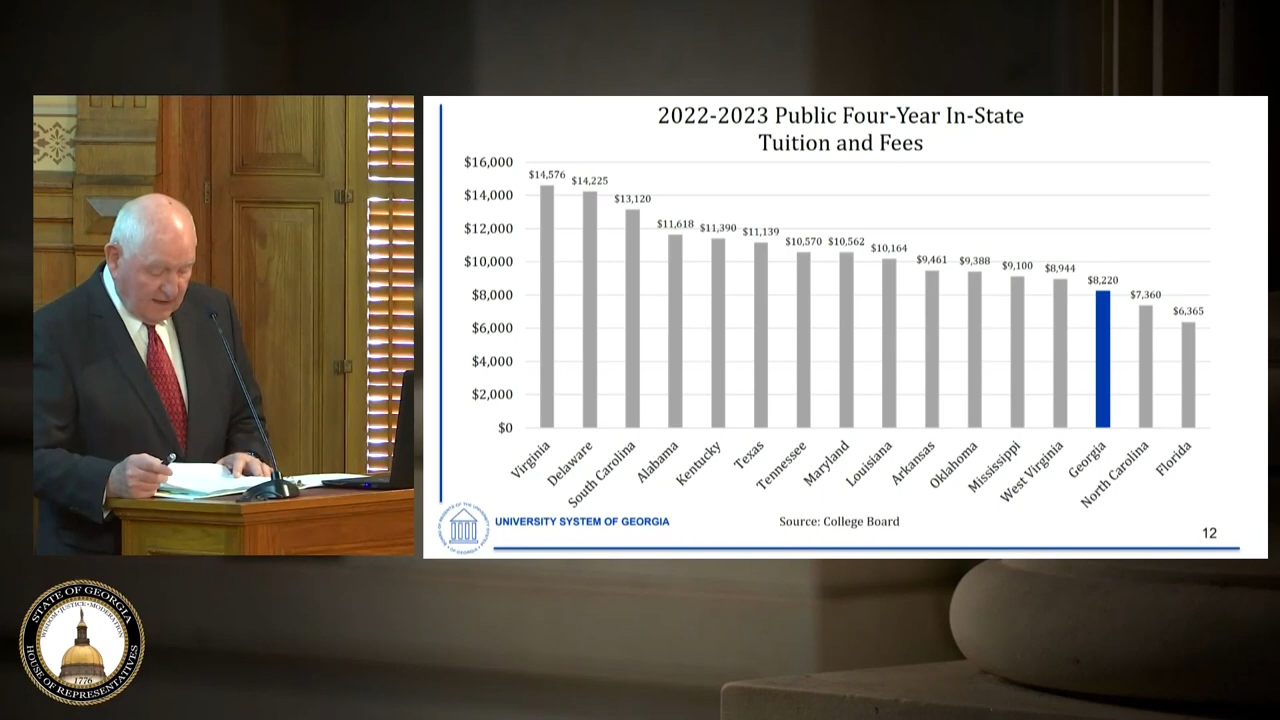 2022-2023 Public Four-Year In-State
Tuition and Fees
$16,000
$14,000
$12,000
$10,000
$8,000
$6,000
$4,000
$2,000
$0
$14,576
$14,225
$13,120
$11,618
$11,390
$11,139
$10,570
$10,562
$10,164
$9,461
$9,388
$9,100
$8,944
$8,220
$7,360
$6,365
Virginia
Delaware
South Carolina
Alabama
Kentucky
Texas
Tennessee
Maryland
Louisiana
Arkansas
Oklahoma
Mississippi
West Virginia
Georgia
North Carolina
Florida
UNIVERSITY SYSTEM OF GEORGIA
Source: College Board
12
STATE OF GEORGIA
WISDOM • JUSTICE • MODERATION
1776
HOUSE OF REPRESENTATIVES